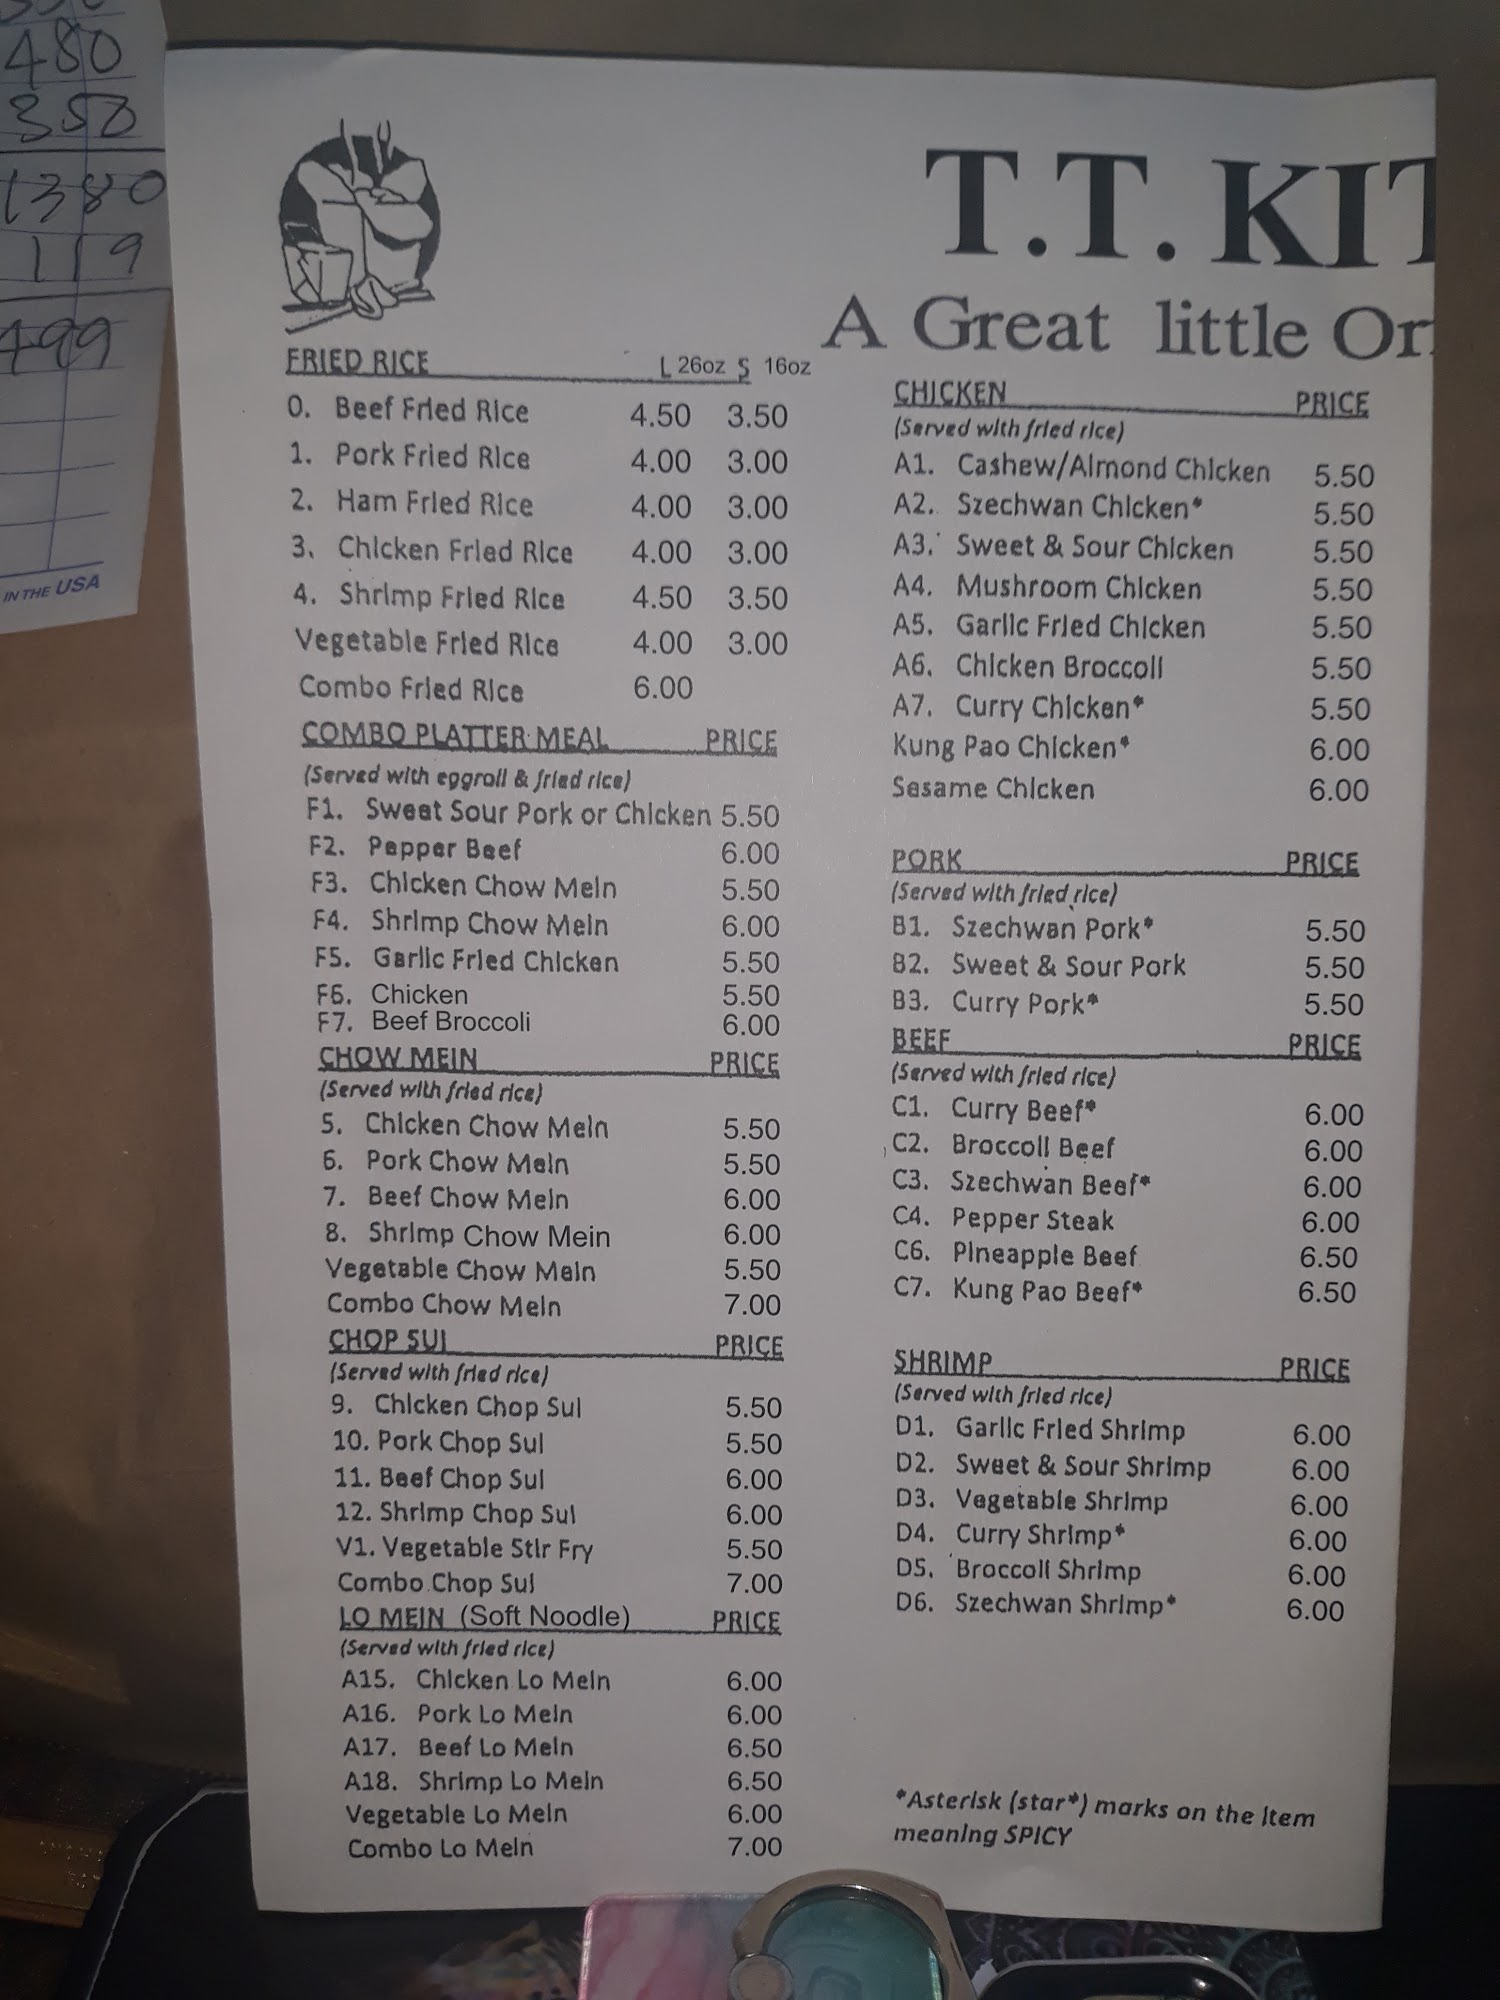 480
350
1380
119
499
IN THE USA
T.T. KIT
A Great little Or
FRIED RICE L 26oz S 16oz
0. Beef Fried Rice 4.50 3.50
1. Pork Fried Rice 4.00 3.00
2. Ham Fried Rice 4.00 3.00
3. Chicken Fried Rice 4.00 3.00
4. Shrimp Fried Rice 4.50 3.50
Vegetable Fried Rice 4.00 3.00
Combo Fried Rice 6.00
COMBO PLATTER MEAL PRICE
(Served with eggroll & fried rice)
F1. Sweet Sour Pork or Chicken 5.50
F2. Pepper Beef 6.00
F3. Chicken Chow Mein 5.50
F4. Shrimp Chow Mein 6.00
F5. Garlic Fried Chicken 5.50
F6. Chicken 5.50
F7. Beef Broccoli 6.00
CHOW MEIN PRICE
(Served with fried rice)
5. Chicken Chow Mein 5.50
6. Pork Chow Mein 5.50
7. Beef Chow Mein 6.00
8. Shrimp Chow Mein 6.00
Vegetable Chow Mein 5.50
Combo Chow Mein 7.00
CHOP SUI PRICE
(Served with fried rice)
9. Chicken Chop Sui 5.50
10. Pork Chop Sui 5.50
11. Beef Chop Sui 6.00
12. Shrimp Chop Sui 6.00
V1. Vegetable Stir Fry 5.50
Combo Chop Sui 7.00
LO MEIN (Soft Noodle) PRICE
(Served with fried rice)
A15. Chicken Lo Mein 6.00
A16. Pork Lo Mein 6.00
A17. Beef Lo Mein 6.50
A18. Shrimp Lo Mein 6.50
Vegetable Lo Mein 6.00
Combo Lo Mein 7.00
CHICKEN PRICE
(Served with fried rice)
A1. Cashew/Almond Chicken 5.50
A2. Szechwan Chicken* 5.50
A3. Sweet & Sour Chicken 5.50
A4. Mushroom Chicken 5.50
A5. Garlic Fried Chicken 5.50
A6. Chicken Broccoli 5.50
A7. Curry Chicken* 5.50
Kung Pao Chicken* 6.00
Sesame Chicken 6.00
PORK PRICE
(Served with fried rice)
B1. Szechwan Pork* 5.50
B2. Sweet & Sour Pork 5.50
B3. Curry Pork* 5.50
BEEF PRICE
(Served with fried rice)
C1. Curry Beef* 6.00
C2. Broccoli Beef 6.00
C3. Szechwan Beef* 6.00
C4. Pepper Steak 6.00
C6. Pineapple Beef 6.50
C7. Kung Pao Beef* 6.50
SHRIMP PRICE
(Served with fried rice)
D1. Garlic Fried Shrimp 6.00
D2. Sweet & Sour Shrimp 6.00
D3. Vegetable Shrimp 6.00
D4. Curry Shrimp* 6.00
D5. Broccoli Shrimp 6.00
D6. Szechwan Shrimp* 6.00
*Asterisk (star*) marks on the item
meaning SPICY